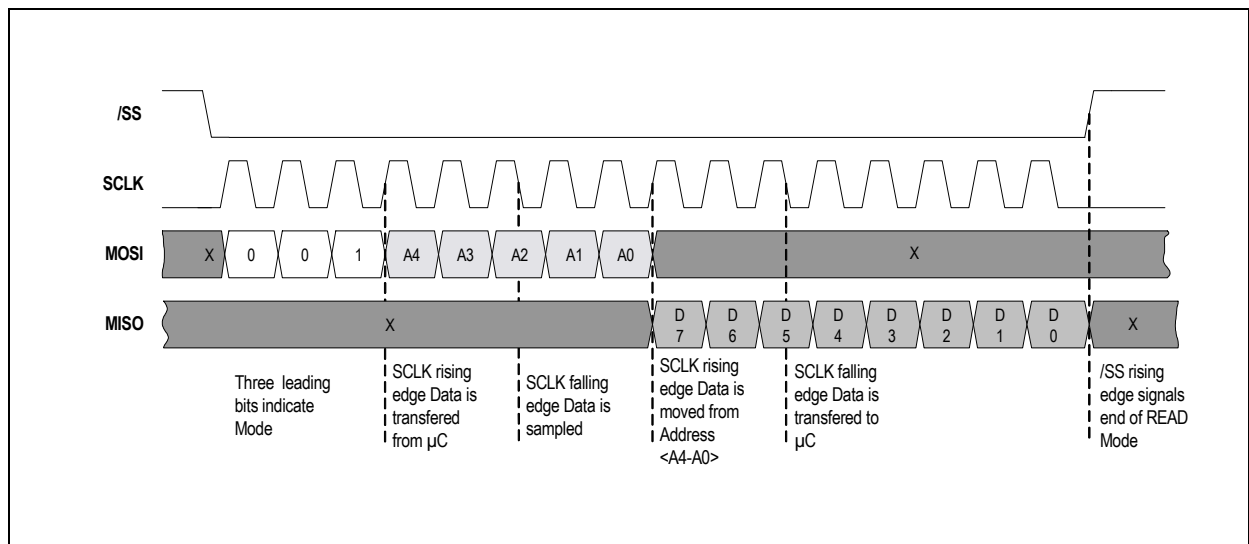 /SS
SCLK
MOSI
X 0 0 1 A4 A3 A2 A1 A0 X
MISO
X D D D D D D D D X
7 6 5 4 3 2 1 0
Three leading
bits indicate
Mode
SCLK rising
edge Data is
transfered
from µC
SCLK falling
edge Data is
sampled
SCLK rising
edge Data is
moved from
Address
<A4-A0>
SCLK falling
edge Data is
transfered to
µC
/SS rising
edge signals
end of READ
Mode